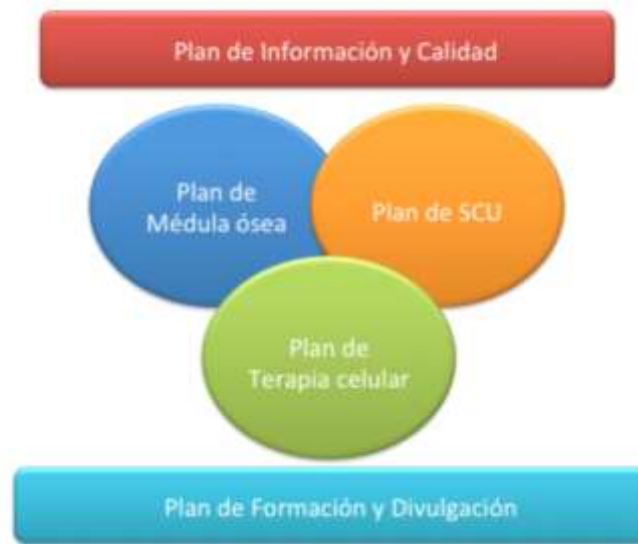 Plan de Información y Calidad
Plan de
Médula ósea
Plan de SCU
Plan de
Terapia celular
Plan de Formación y Divulgación